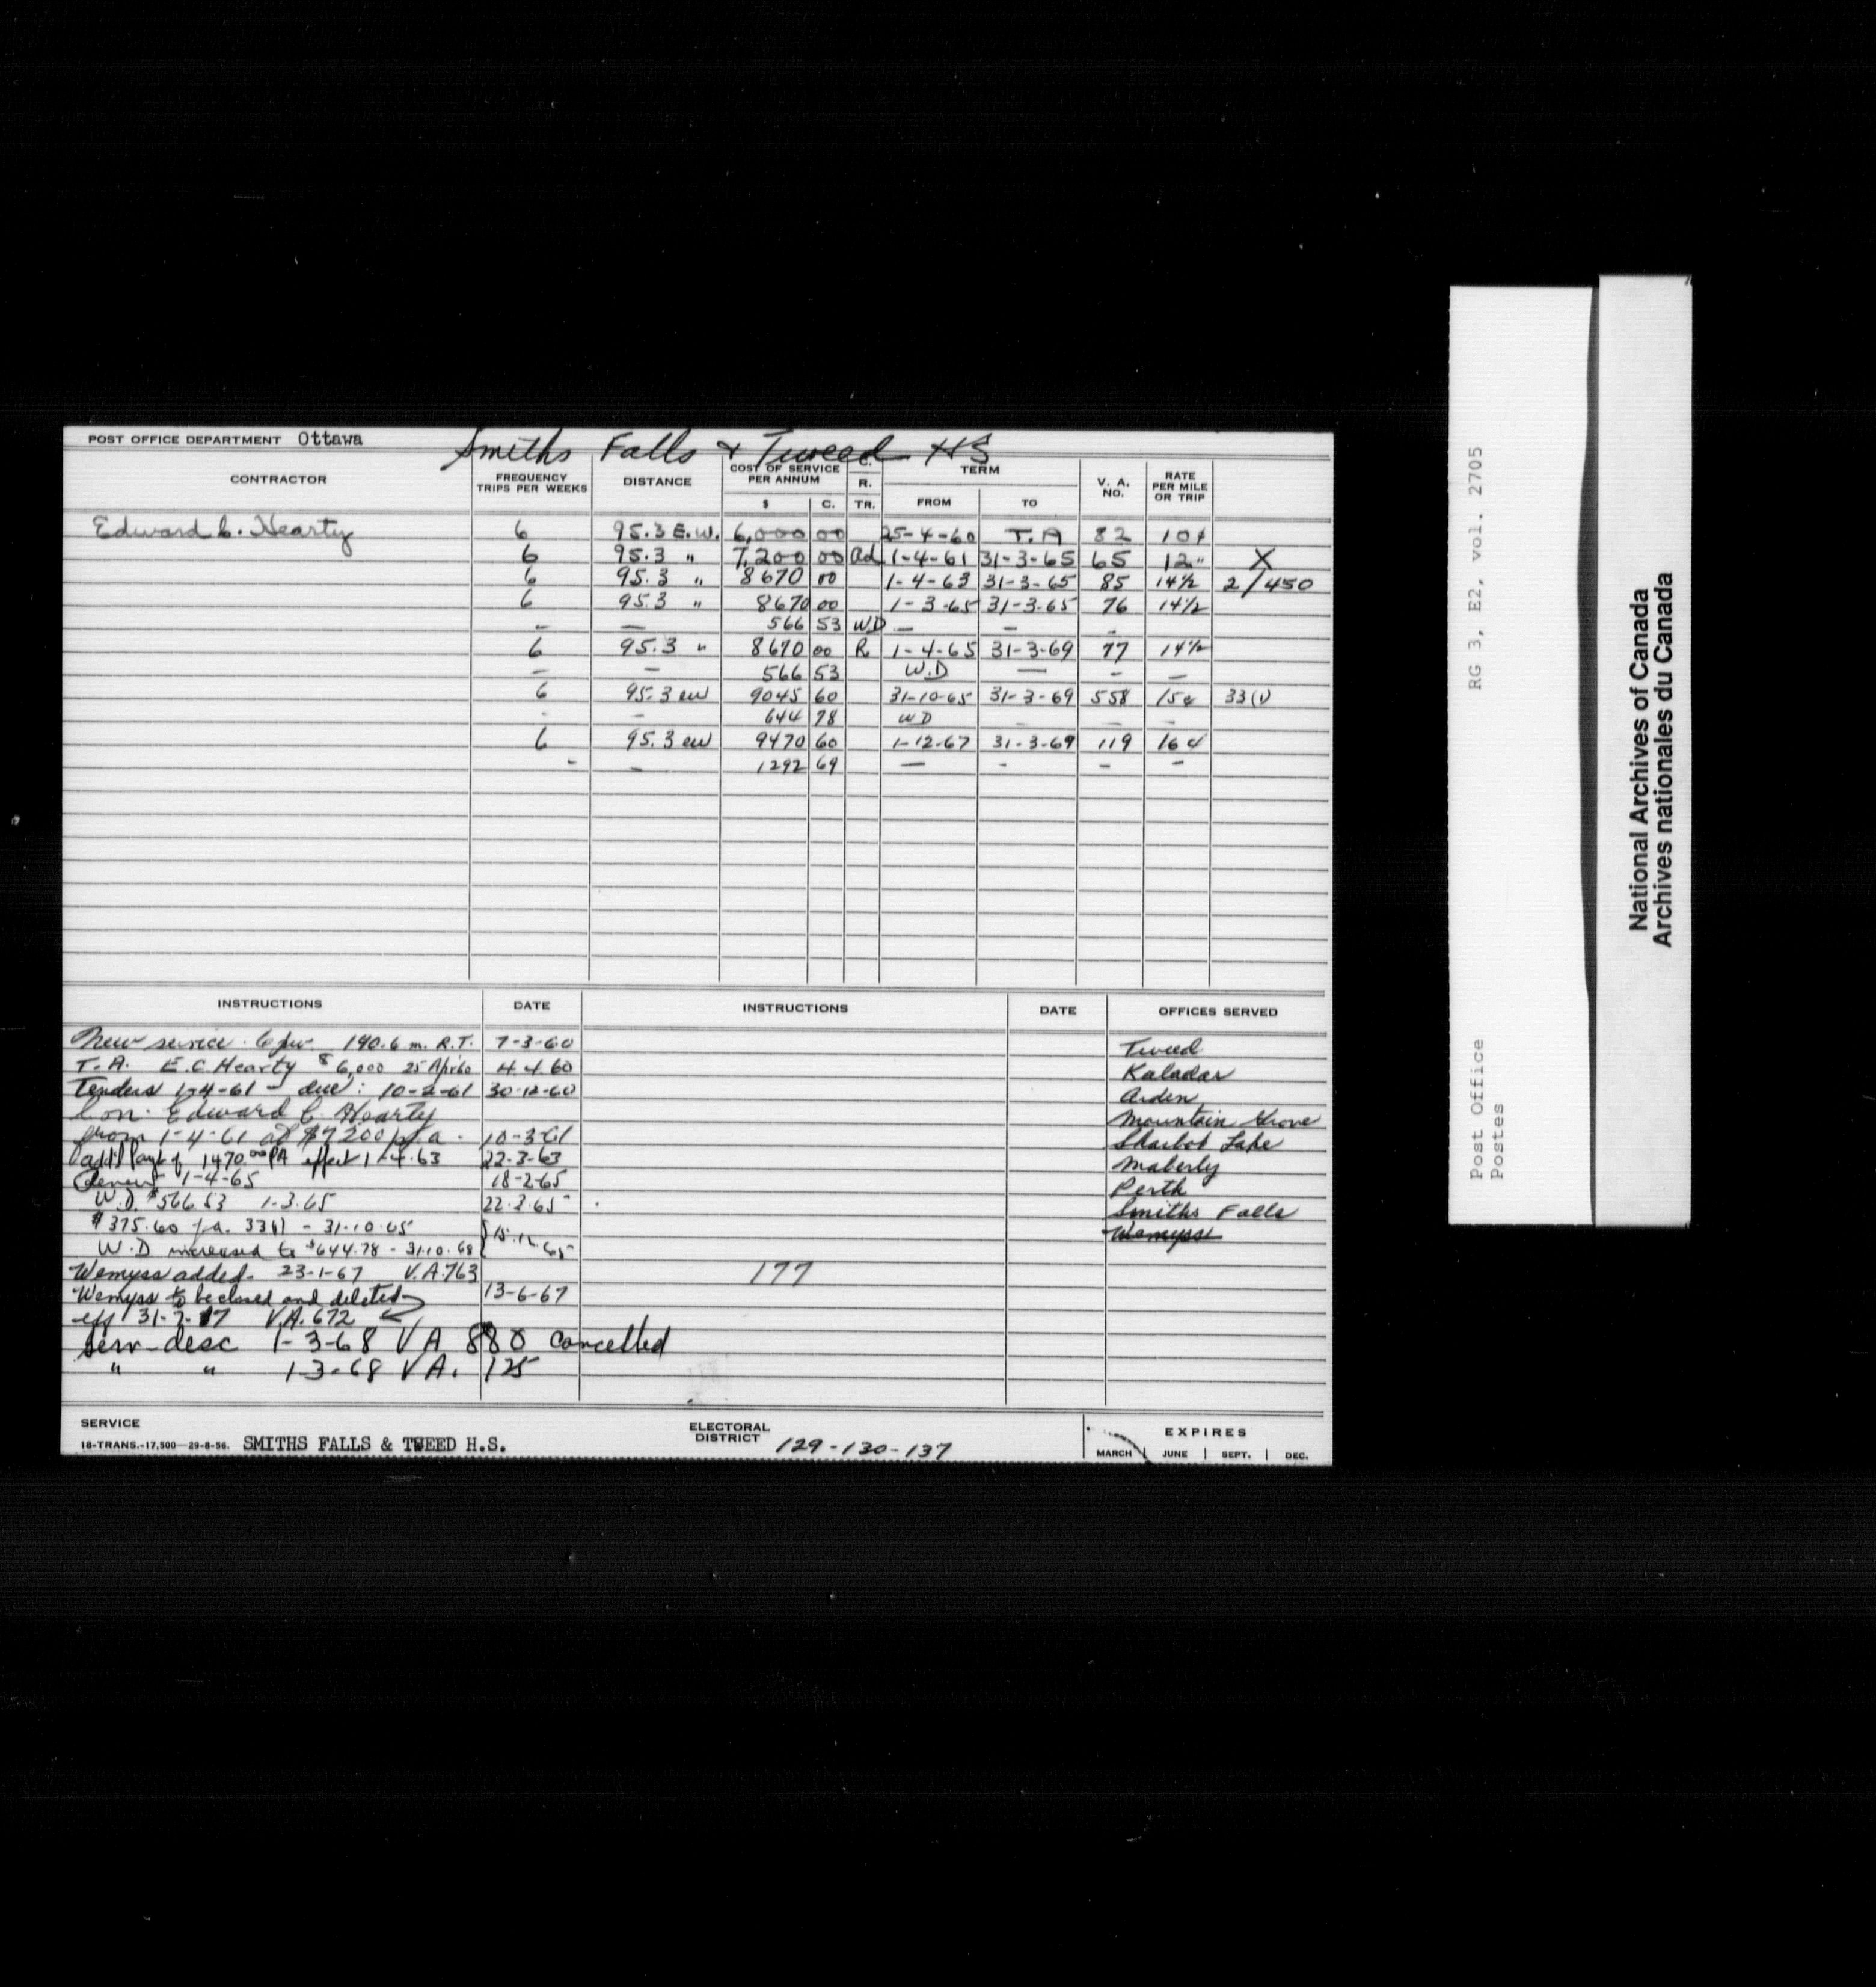 POST OFFICE DEPARTMENT Ottawa
Smiths Falls & Tweed HS
CONTRACTOR FREQUENCY TRIPS PER WEEKS DISTANCE COST OF SERVICE PER ANNUM $ C. C. R. TR. TERM FROM TO V. A. NO. RATE PER MILE OR TRIP
Edward C. Hearty 6 95.3 E.W. 6,000 00 25-4-60 T.A 82 10¢
6 95.3 " 7,200 00 ad 1-4-61 31-3-65 65 12" X
6 95.3 " 8670 00 1-4-63 31-3-65 85 14½ 2/450
6 95.3 " 8670 00 1-3-65 31-3-65 76 14½
- — 566 53 WD — - -
6 95.3 " 8670 00 R 1-4-65 31-3-69 77 14½
— — 566 53 W.D — - —
6 95.3 ew 9045 60 31-10-65 31-3-69 558 15¢ 33(1)
- - 644 78 WD - — —
6 95.3 ew 9470 60 1-12-67 31-3-69 119 16¢
- - 1292 69 — - - -
INSTRUCTIONS DATE INSTRUCTIONS DATE OFFICES SERVED
New service. 6 pw 190.6 m. R.T. 7-3-60
T.A. E.C. Hearty $6,000 25 Apr 60 4.4.60
Tenders 1-4-61 - due: 10-2-61 30-12-60
Con. Edward C. Hearty
from 1-4-61 at $7200 p.a. 10-3-61
1470.00 PA effect 1-4-63 22-3-63
Renewal 1-4-65 18-2-65
W.D. $566.53 1-3.65 22.3.65
$375.60 p.a. 33(1) - 31-10-65
W.D increased to $644.78 - 31.10.68
Wemyss added. 23-1-67 V.A.763
Wemyss to be closed and deleted 13-6-67
eff 31-7-17 V.A. 672
Serv-desc 1-3-68 VA 880 cancelled
" " 1-3-68 VA. 125
177
Tweed
Kaladar
Arden
Mountain Grove
Sharbot Lake
Maberly
Perth
Smiths Falls
Wemyss
SERVICE
18-TRANS.-17,500—29-8-56. SMITHS FALLS & TWEED H.S.
ELECTORAL DISTRICT 129-130-137
EXPIRES
MARCH | JUNE | SEPT. | DEC.
RG 3, E2, vol. 2705
Post Office
Postes
National Archives of Canada
Archives nationales du Canada